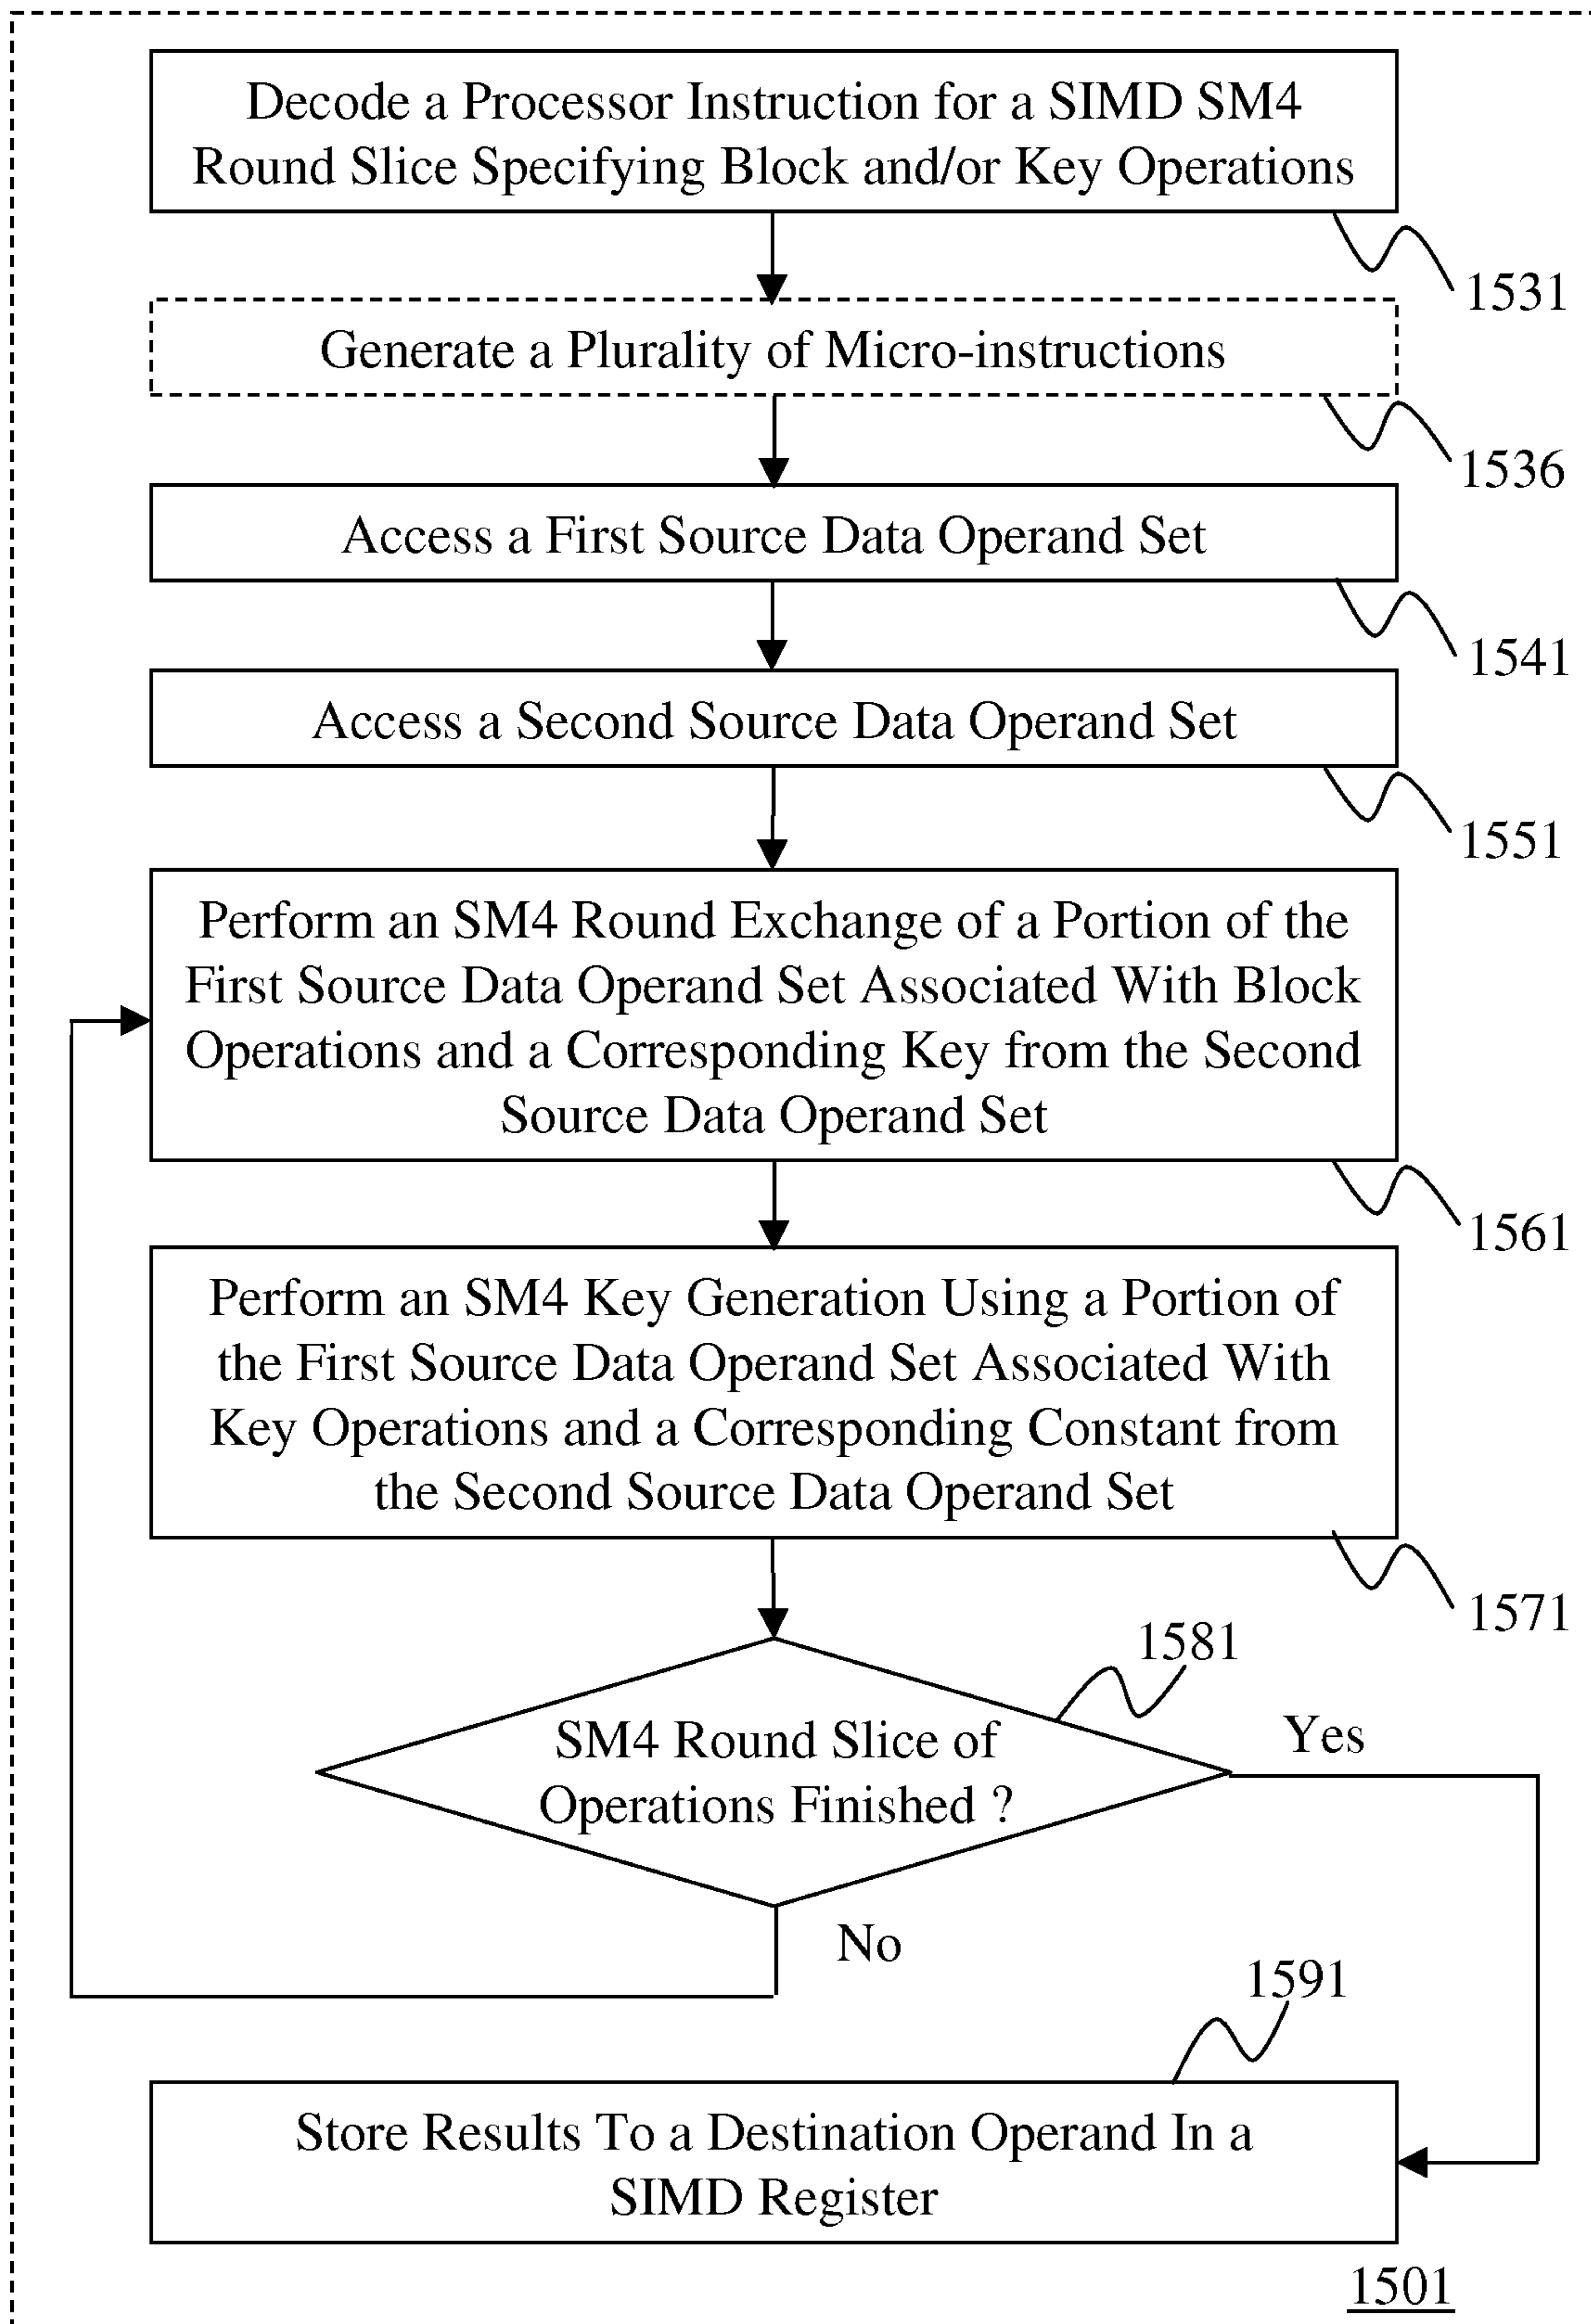 Decode a Processor Instruction for a SIMD SM4
Round Slice Specifying Block and/or Key Operations
1531
Generate a Plurality of Micro-instructions
1536
Access a First Source Data Operand Set
1541
Access a Second Source Data Operand Set
1551
Perform an SM4 Round Exchange of a Portion of the
First Source Data Operand Set Associated With Block
Operations and a Corresponding Key from the Second
Source Data Operand Set
1561
Perform an SM4 Key Generation Using a Portion of
the First Source Data Operand Set Associated With
Key Operations and a Corresponding Constant from
the Second Source Data Operand Set
1571
1581
SM4 Round Slice of
Operations Finished ?
Yes
No
1591
Store Results To a Destination Operand In a
SIMD Register
1501